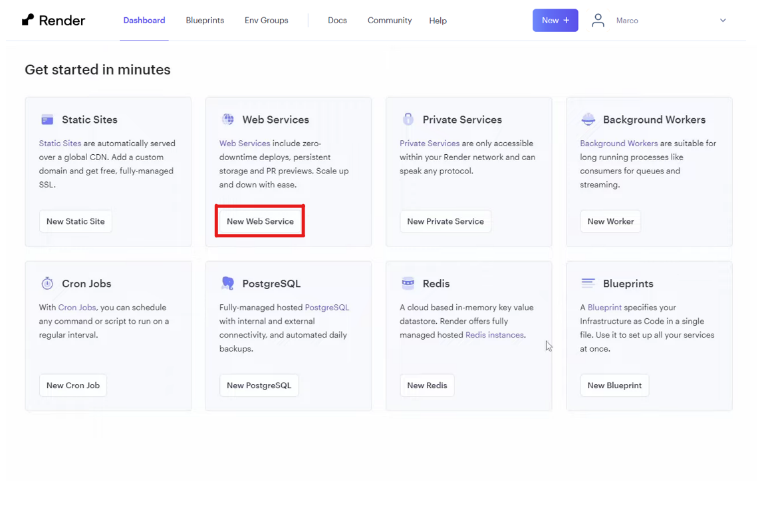 Render
Dashboard
Blueprints
Env Groups
Docs
Community
Help
New +
Marco
Get started in minutes
Static Sites
Static Sites are automatically served
over a global CDN. Add a custom
domain and get free, fully-managed
SSL.
New Static Site
Web Services
Web Services include zero-
downtime deploys, persistent
storage and PR previews. Scale up
and down with ease.
New Web Service
Private Services
Private Services are only accessible
within your Render network and can
speak any protocol.
New Private Service
Background Workers
Background Workers are suitable for
long running processes like
consumers for queues and
streaming.
New Worker
Cron Jobs
With Cron Jobs, you can schedule
any command or script to run on a
regular interval.
New Cron Job
PostgreSQL
Fully-managed hosted PostgreSQL
with internal and external
connectivity, and automated daily
backups.
New PostgreSQL
Redis
A cloud based in-memory key value
datastore. Render offers fully
managed hosted Redis instances.
New Redis
Blueprints
A Blueprint specifies your
Infrastructure as Code in a single
file. Use it to set up all your services
at once.
New Blueprint